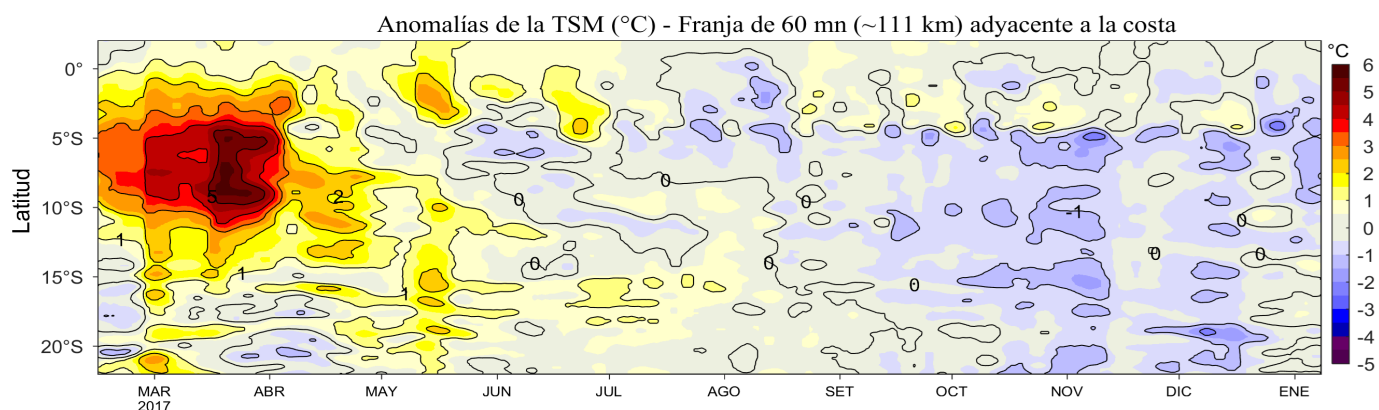 Anomalías de la TSM (°C) - Franja de 60 mn (~111 km) adyacente a la costa
°C
6
5
4
3
2
1
0
-1
-2
-3
-4
-5
Latitud
0°
5°S
10°S
15°S
20°S
5
2
1
1
1
0
0
0
0
0
0
0
-1
0
0
0
MAR
2017
ABR
MAY
JUN
JUL
AGO
SET
OCT
NOV
DIC
ENE